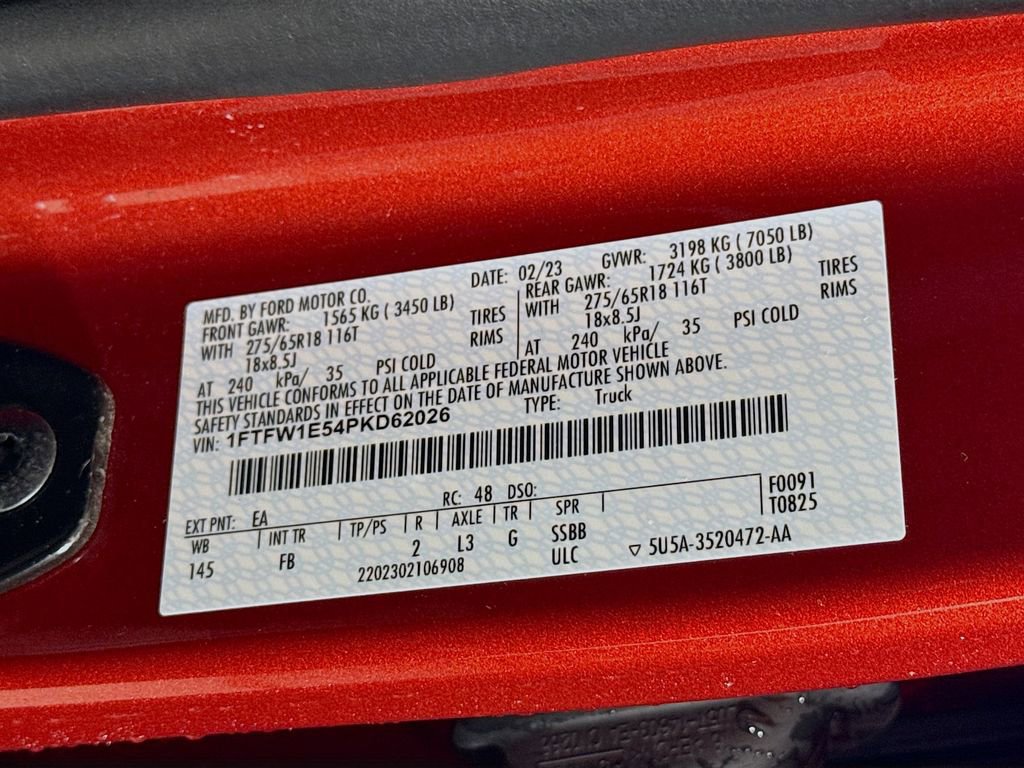 MFD. BY FORD MOTOR CO. DATE: 02/23 GVWR: 3198 KG ( 7050 LB)
FRONT GAWR: 1565 KG ( 3450 LB) REAR GAWR: 1724 KG ( 3800 LB)
WITH 275/65R18 116T TIRES WITH 275/65R18 116T TIRES
18x8.5J RIMS 18x8.5J RIMS
AT 240 kPa/ 35 PSI COLD AT 240 kPa/ 35 PSI COLD
THIS VEHICLE CONFORMS TO ALL APPLICABLE FEDERAL MOTOR VEHICLE
SAFETY STANDARDS IN EFFECT ON THE DATE OF MANUFACTURE SHOWN ABOVE.
VIN: 1FTFW1E54PKD62026 TYPE: Truck
EXT PNT: EA RC: 48 DSO: F0091
WB INT TR TP/PS R AXLE TR SPR T0825
145 FB 2 L3 G SSBB
2202302106908 ULC 5U5A-3520472-AA